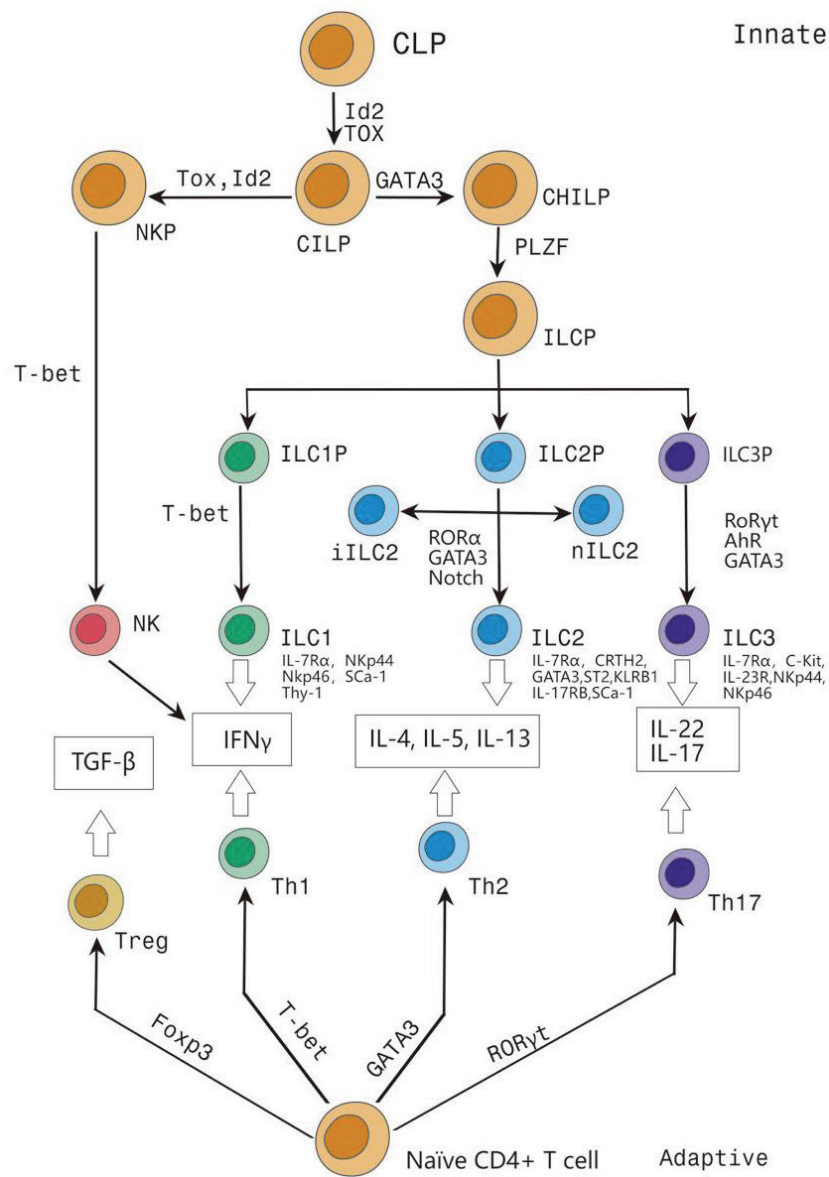 CLP
Innate
Id2
TOX
Tox,Id2
GATA3
NKP
CILP
CHILP
PLZF
ILCP
T-bet
ILC1P
ILC2P
ILC3P
T-bet
iILC2
RORα
GATA3
Notch
nILC2
RoRγt
AhR
GATA3
NK
ILC1
IL-7Rα, NKp44
Nkp46, SCa-1
Thy-1
ILC2
IL-7Rα, CRTH2,
GATA3,ST2,KLRB1
IL-17RB,SCa-1
ILC3
IL-7Rα, C-Kit,
IL-23R,NKp44,
NKp46
TGF-β
IFNγ
IL-4, IL-5, IL-13
IL-22
IL-17
Treg
Th1
Th2
Th17
Foxp3
T-bet
GATA3
RORγt
Naïve CD4+ T cell
Adaptive